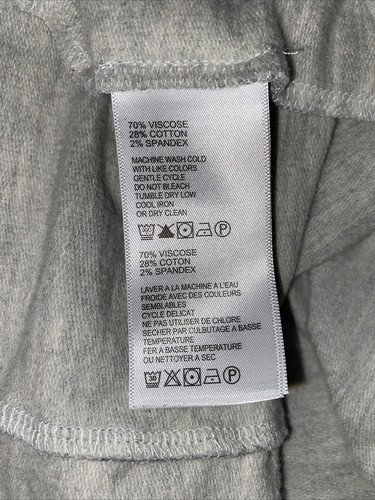 70% VISCOSE
28% COTTON
2% SPANDEX
MACHINE WASH COLD
WITH LIKE COLORS
GENTLE CYCLE
DO NOT BLEACH
TUMBLE DRY LOW
COOL IRON
OR DRY CLEAN
P
70% VISCOSE
28% COTON
2% SPANDEX
LAVER A LA MACHINE A L'EAU
FROIDE AVEC DES COULEURS
SEMBLABLES
CYCLE DELICAT
NE PAS UTILISER DE CHLORE
SECHER PAR CULBUTAGE A BASSE
TEMPERATURE
FER A BASSE TEMPERATURE
OU NETTOYER A SEC
30 P